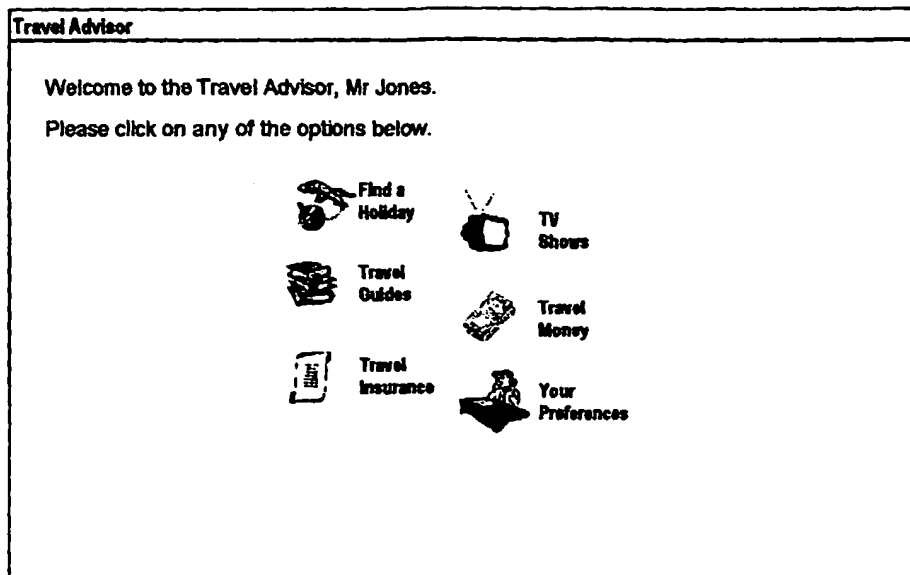 Travel Advisor
Welcome to the Travel Advisor, Mr Jones.
Please click on any of the options below.
Find a
Holiday
TV
Shows
Travel
Guides
Travel
Money
Travel
Insurance
Your
Preferences